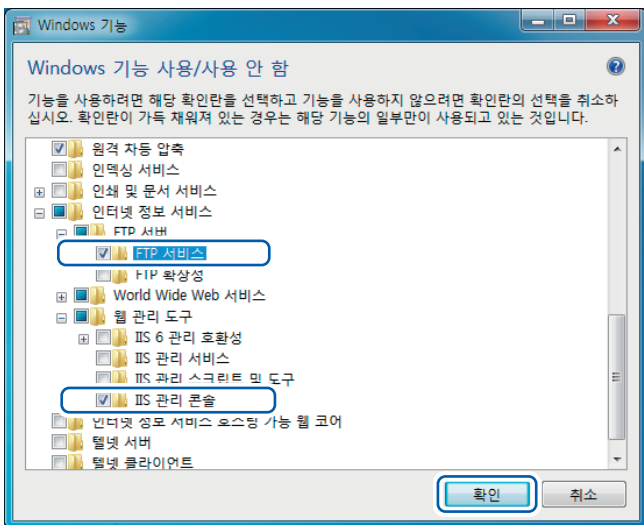 Windows 기능
Windows 기능 사용/사용 안 함
기능을 사용하려면 해당 확인란을 선택하고 기능을 사용하지 않으려면 확인란의 선택을 취소하
십시오. 확인란이 가득 채워져 있는 경우는 해당 기능의 일부만이 사용되고 있는 것입니다.
원격 차등 압축
인덱싱 서비스
인쇄 및 문서 서비스
인터넷 정보 서비스
FTP 서버
FTP 서비스
FTP 확장성
World Wide Web 서비스
웹 관리 도구
IIS 6 관리 호환성
IIS 관리 서비스
IIS 관리 스크립트 및 도구
IIS 관리 콘솔
인터넷 정보 서비스 호스팅 가능 웹 코어
텔넷 서버
텔넷 클라이언트
확인
취소